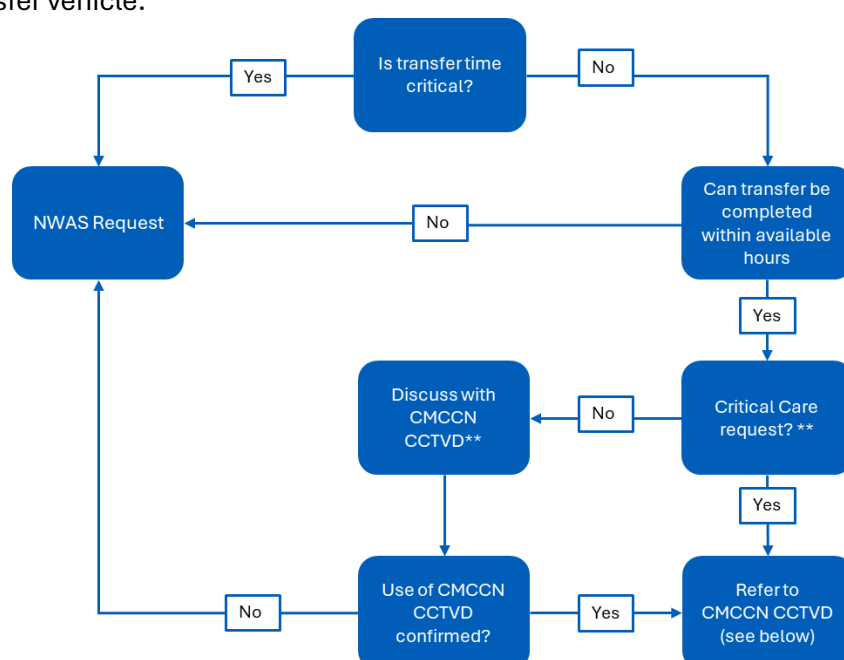 sfer vehicle.
Is transfer time
critical?
Yes
No
NWAS Request
Can transfer be
completed
within available
hours
No
Yes
Discuss with
CMCCN
CCTVD**
No
Critical Care
request? **
Yes
No
Use of CMCCN
CCTVD
confirmed?
Yes
Refer to
CMCCN CCTVD
(see below)